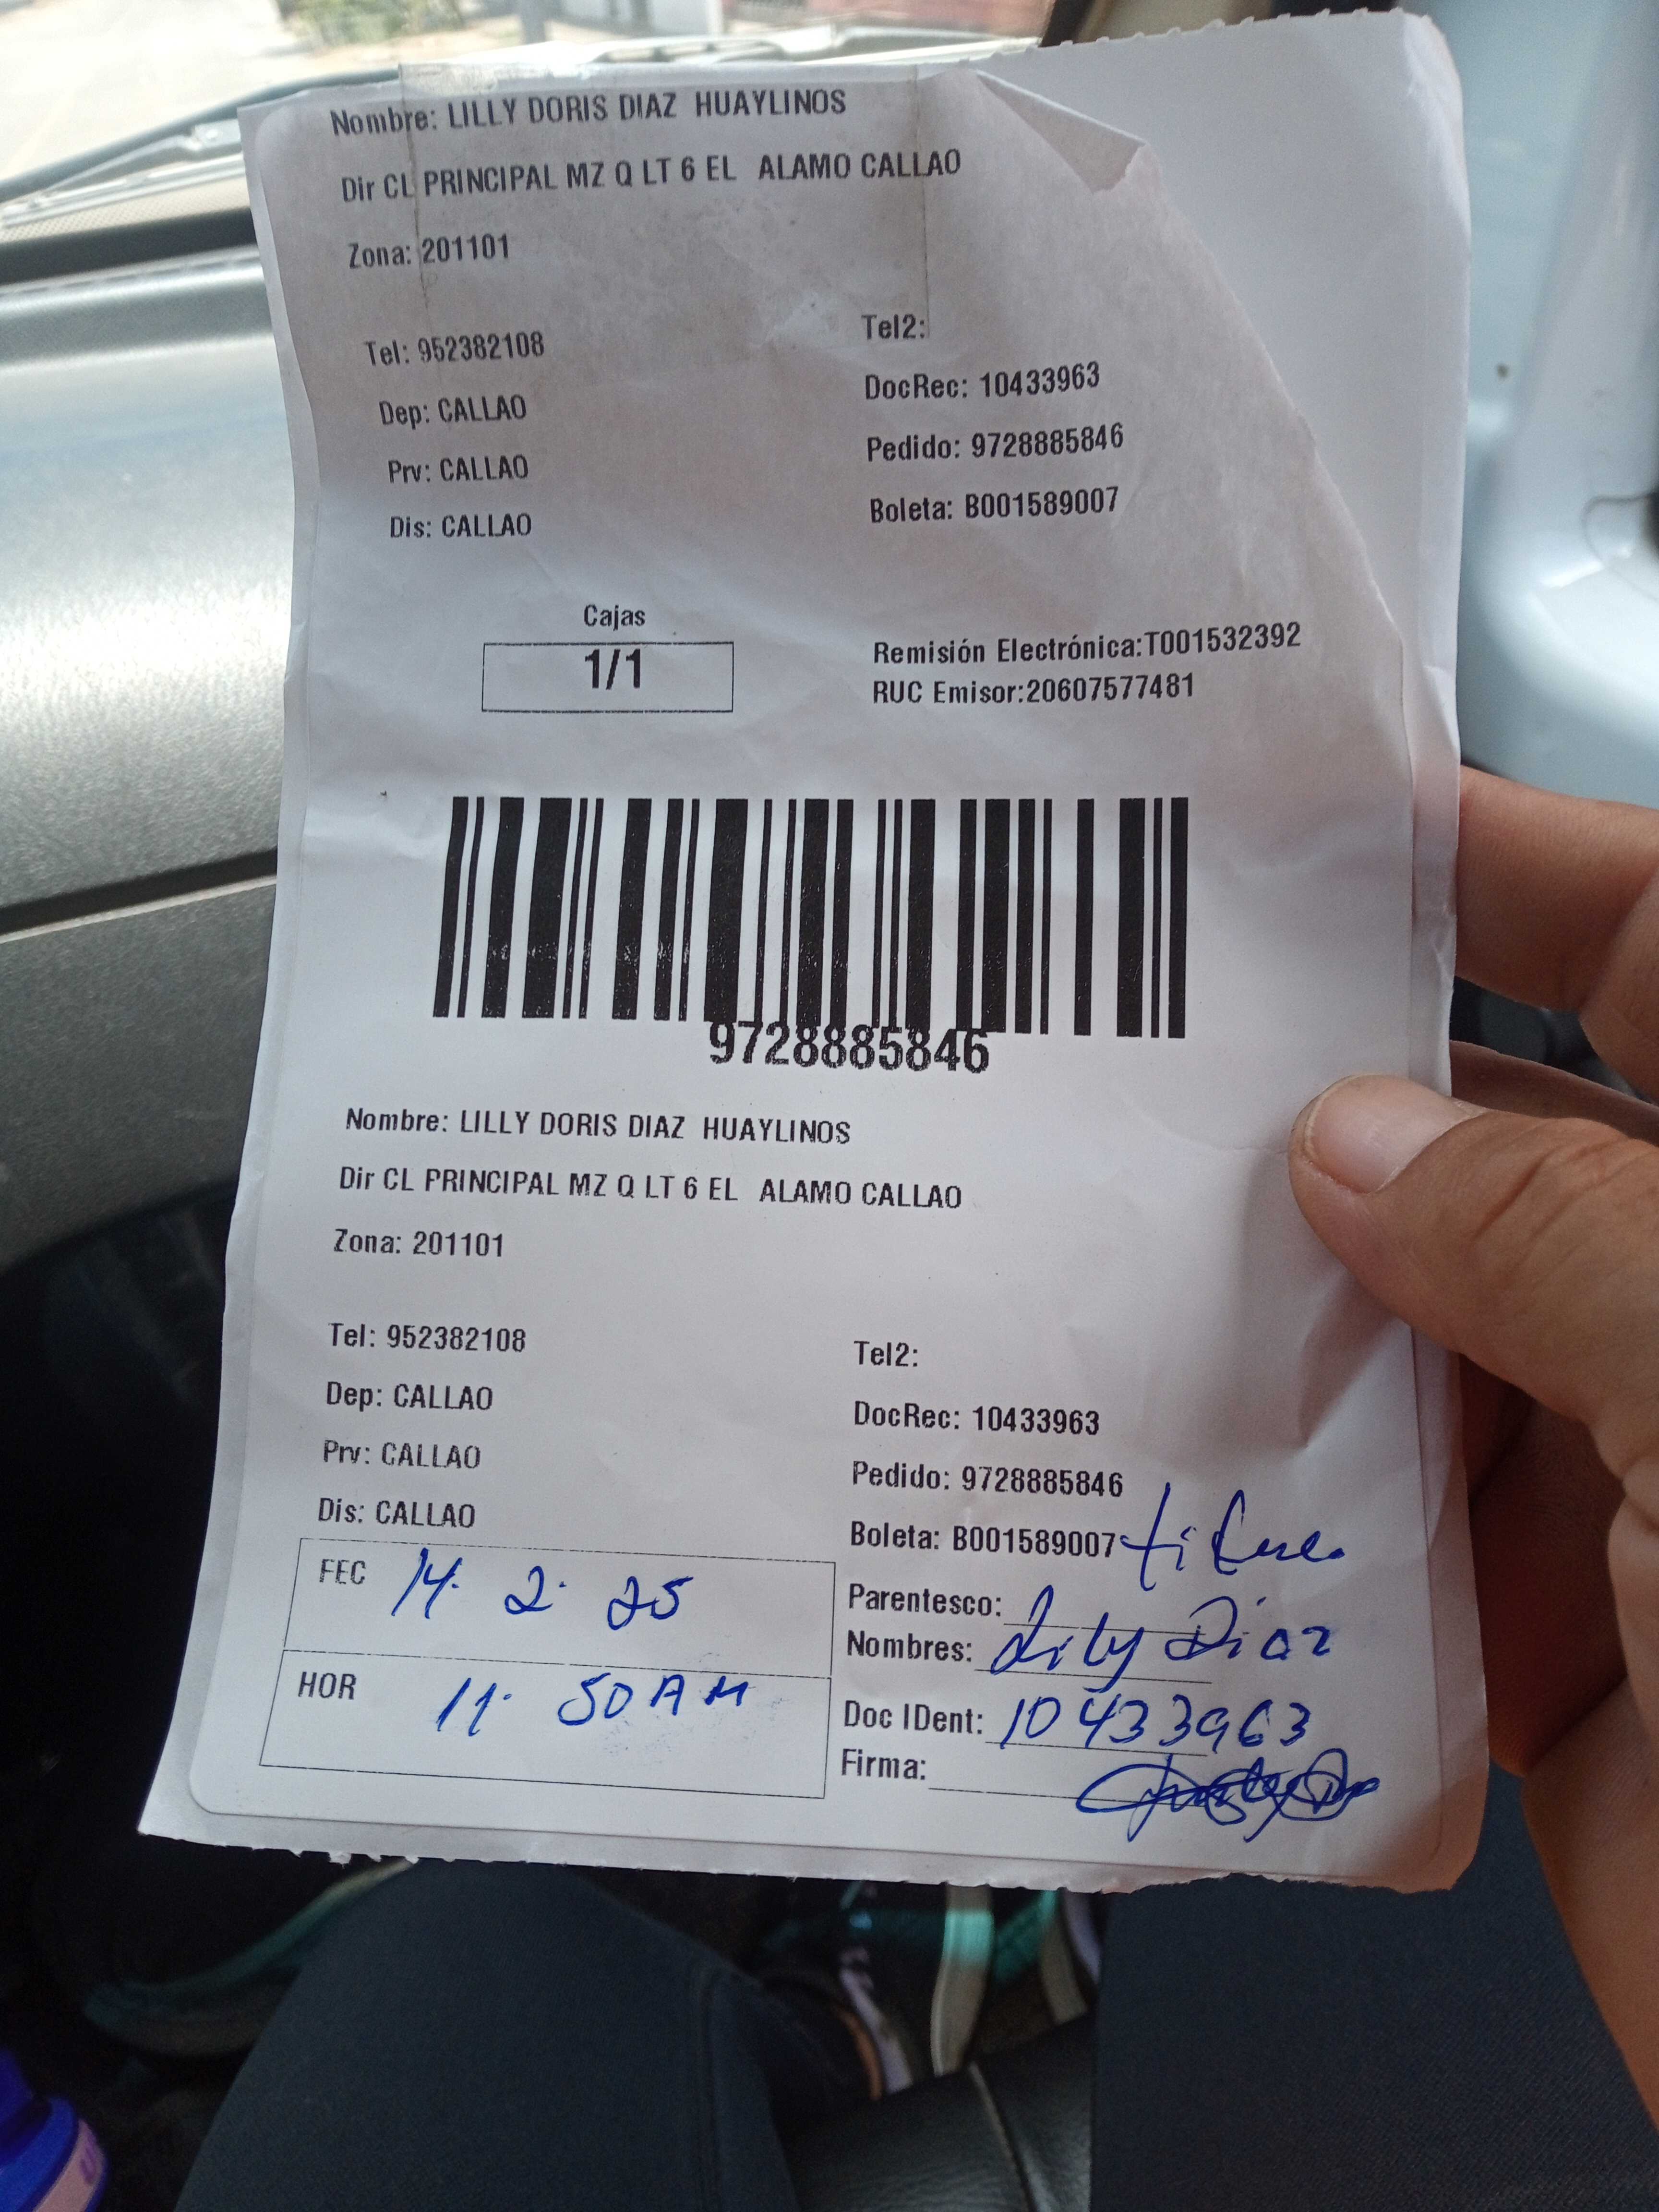 Nombre: LILLY DORIS DIAZ HUAYLINOS
Dir CL PRINCIPAL MZ Q LT 6 EL ALAMO CALLAO
Zona: 201101
Tel: 952382108
Tel2:
Dep: CALLAO
DocRec: 10433963
Prv: CALLAO
Pedido: 9728885846
Dis: CALLAO
Boleta: B001589007
Cajas
1/1
Remisión Electrónica:T001532392
RUC Emisor:20607577481
9728885846
Nombre: LILLY DORIS DIAZ HUAYLINOS
Dir CL PRINCIPAL MZ Q LT 6 EL ALAMO CALLAO
Zona: 201101
Tel: 952382108
Tel2:
Dep: CALLAO
DocRec: 10433963
Prv: CALLAO
Pedido: 9728885846
Dis: CALLAO
Boleta: B001589007
FEC 14. 2. 25
Parentesco:
Nombres: Lily Diaz
HOR 11. 50 AM
Doc IDent: 10433963
Firma: